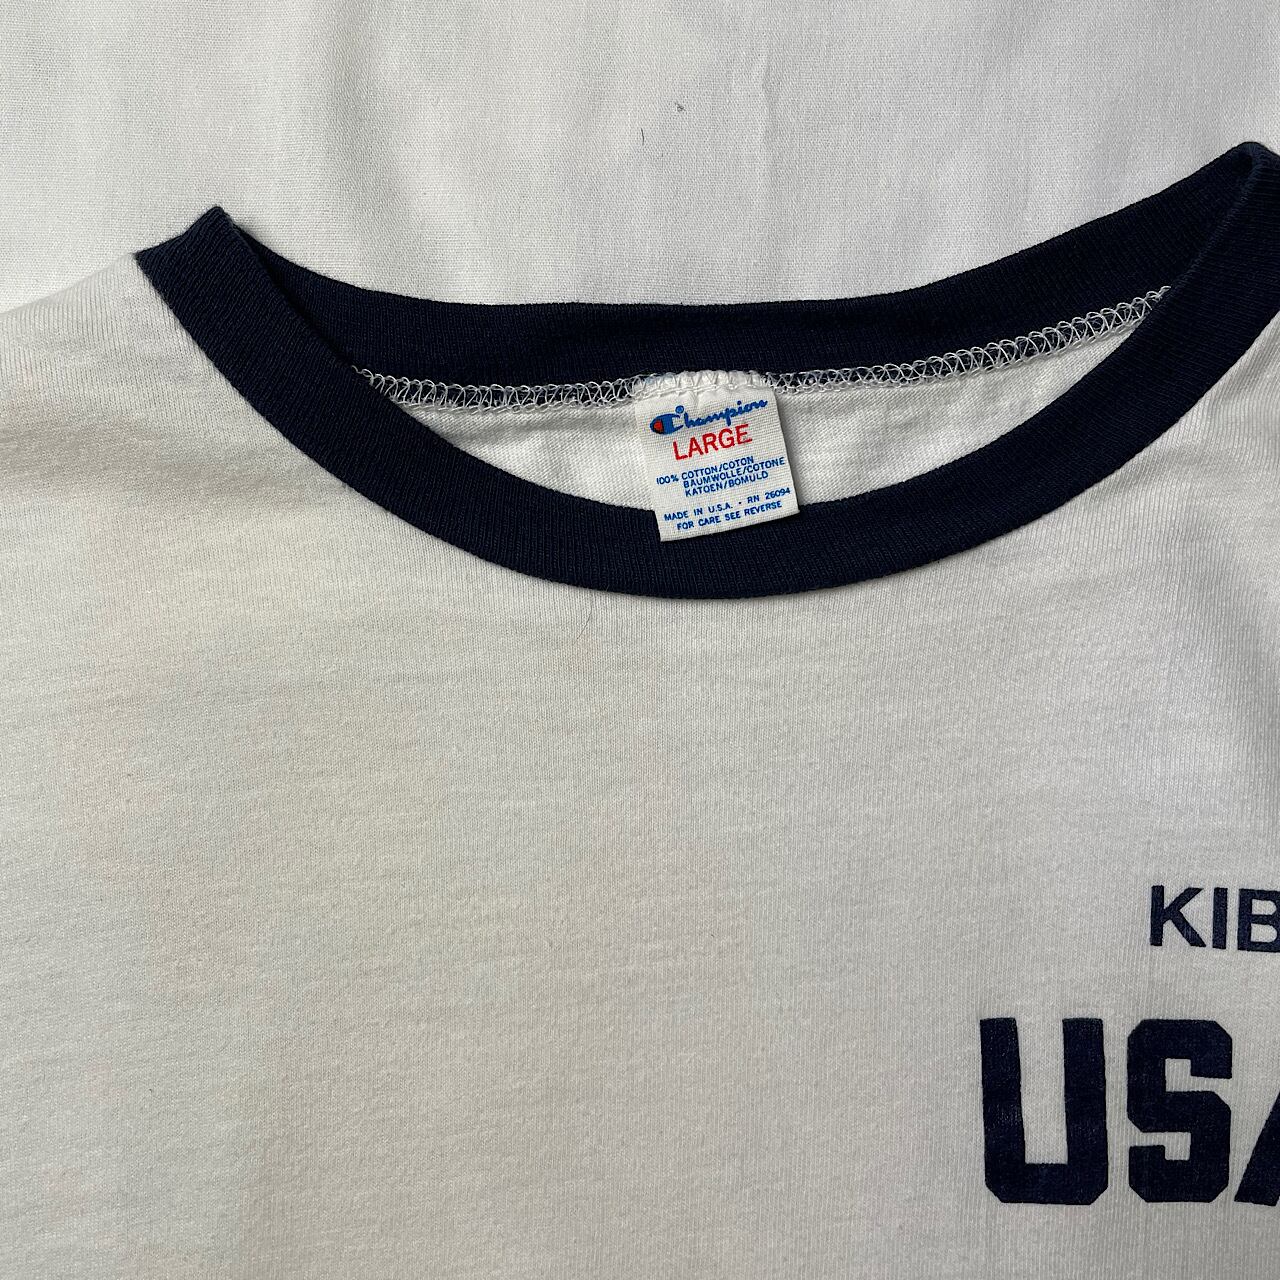 Champion
LARGE
100% COTTON/COTON
BAUMWOLLE/COTONE
KATOEN/BOMULD
MADE IN U.S.A. • RN 26094
FOR CARE SEE REVERSE
KIB
USA